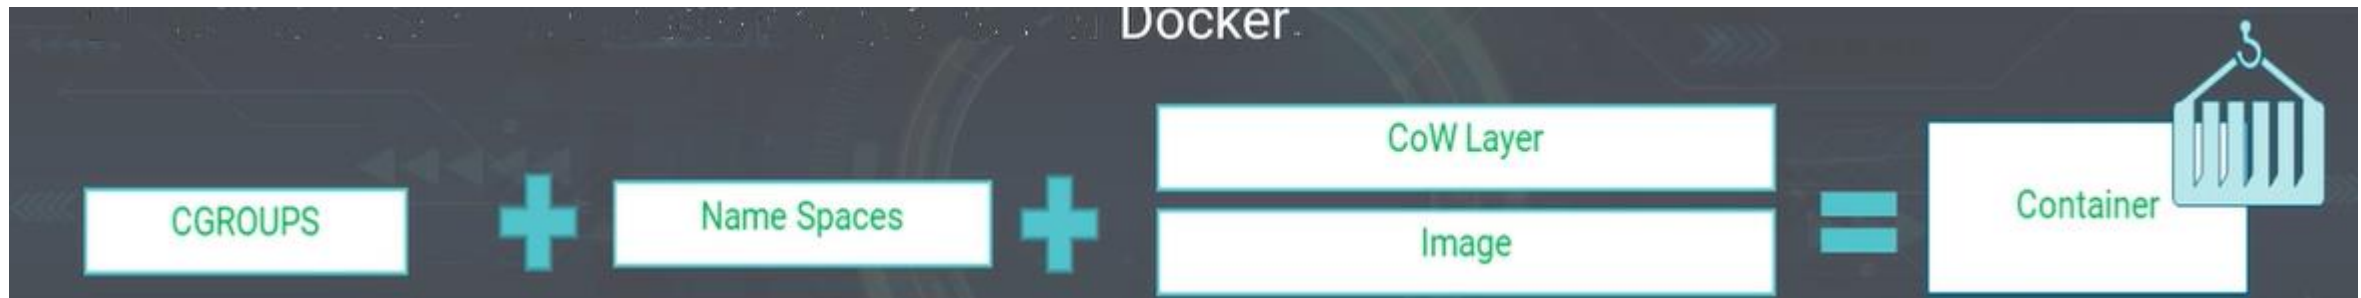 Docker
CGROUPS
Name Spaces
CoW Layer
Image
Container